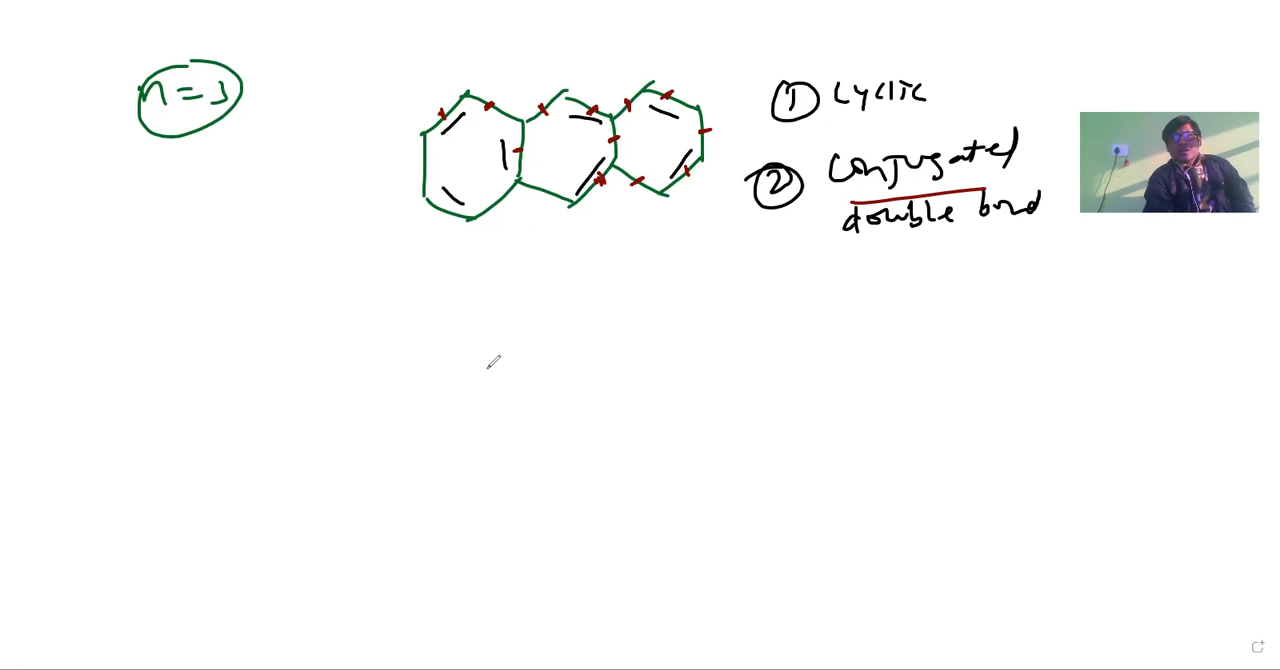 n = 3
① cyclic
② conjugated
double bond